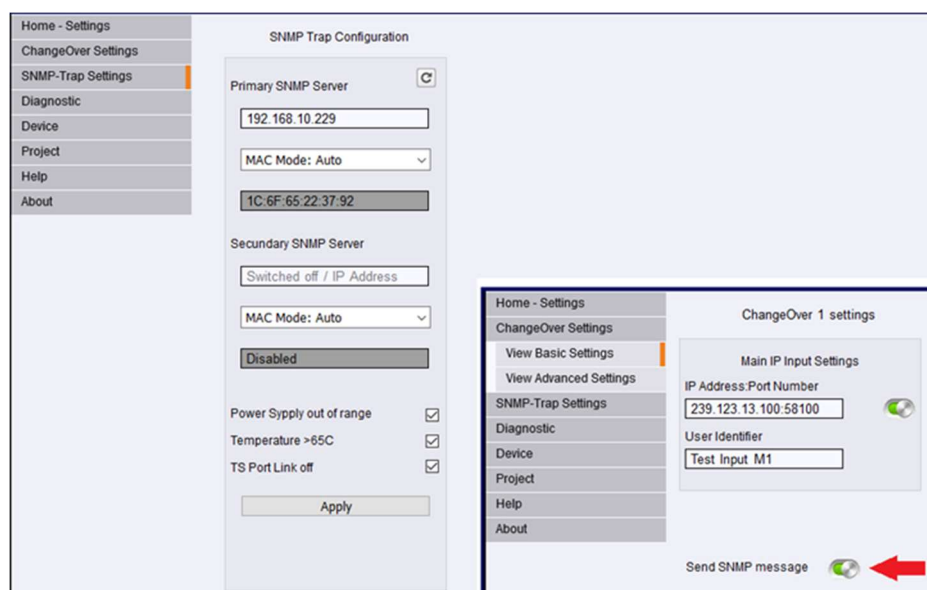 Home - Settings
ChangeOver Settings
SNMP-Trap Settings
Diagnostic
Device
Project
Help
About
SNMP Trap Configuration
Primary SNMP Server
192.168.10.229
MAC Mode: Auto
1C:6F:65:22:37:92
Secundary SNMP Server
Switched off / IP Address
MAC Mode: Auto
Disabled
Power Sypply out of range
Temperature >65C
TS Port Link off
Apply
Home - Settings
ChangeOver Settings
View Basic Settings
View Advanced Settings
SNMP-Trap Settings
Diagnostic
Device
Project
Help
About
ChangeOver 1 settings
Main IP Input Settings
IP Address:Port Number
239.123.13.100:58100
User Identifier
Test Input M1
Send SNMP message